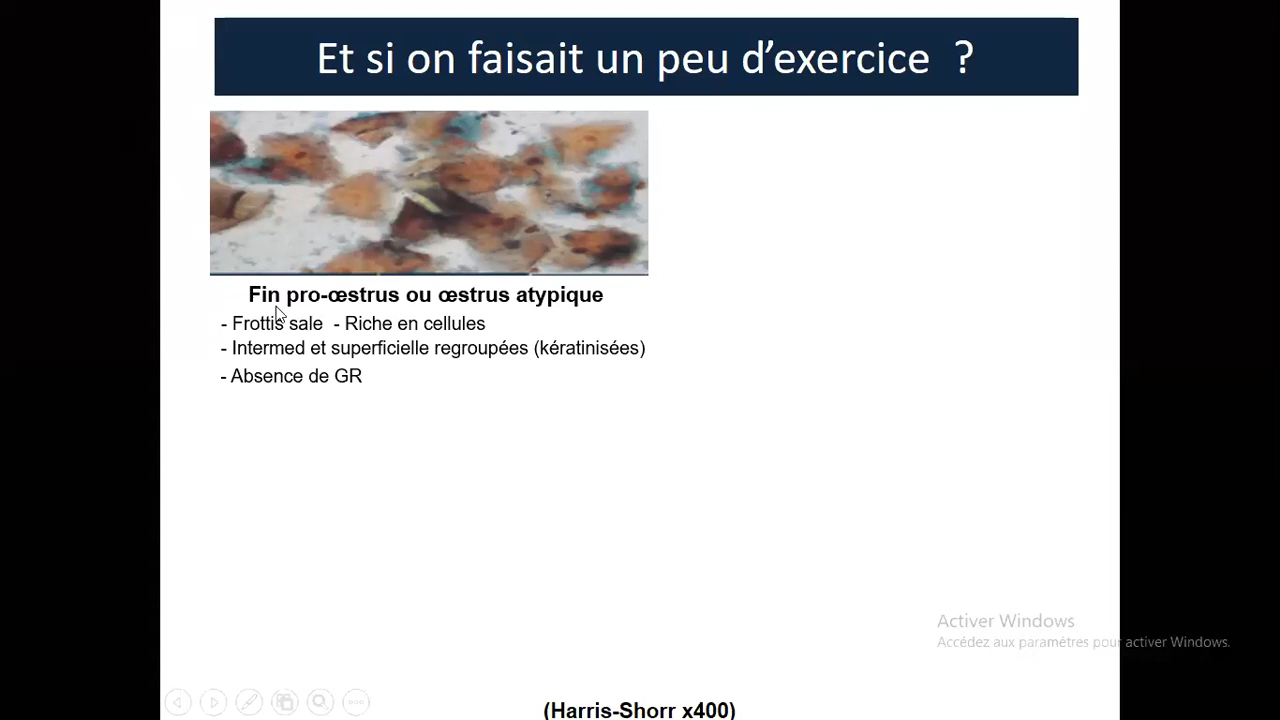 Et si on faisait un peu d'exercice ?
Fin pro-œstrus ou œstrus atypique
- Frottis sale - Riche en cellules
- Intermed et superficielle regroupées (kératinisées)
- Absence de GR
Activer Windows
Accédez aux paramètres pour activer Windows.
(Harris-Shorr x400)